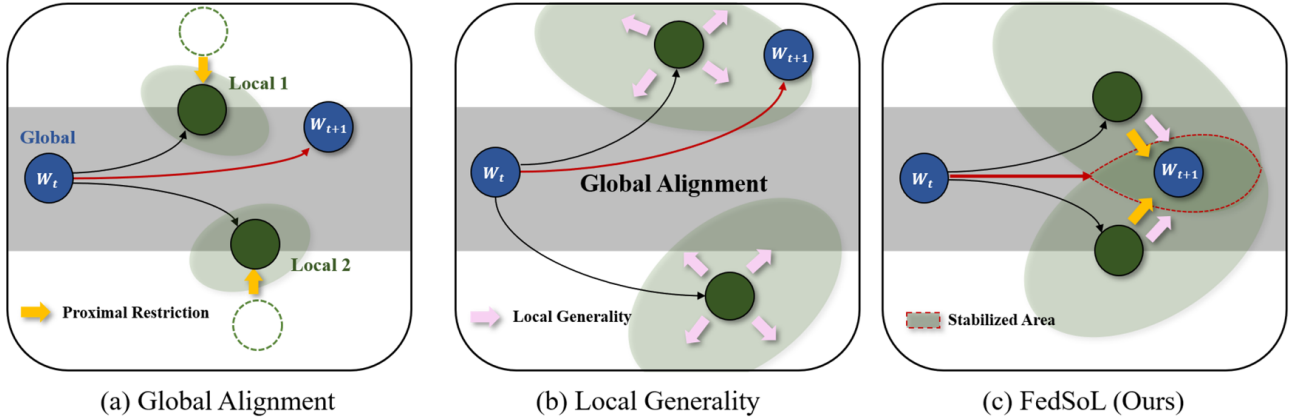 Local 1
Global
W_{t+1}
W_t
Local 2
Proximal Restriction
(a) Global Alignment
W_{t+1}
W_t
Global Alignment
Local Generality
(b) Local Generality
W_t
W_{t+1}
Stabilized Area
(c) FedSoL (Ours)